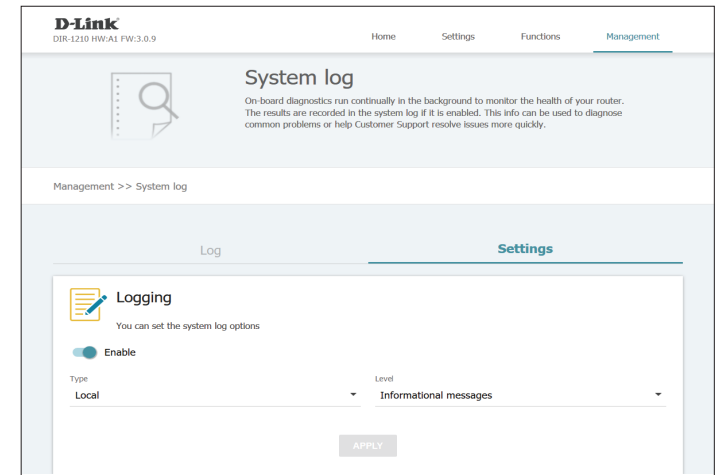 D-Link
DIR-1210 HW:A1 FW:3.0.9
Home Settings Functions Management
System log
On-board diagnostics run continually in the background to monitor the health of your router.
The results are recorded in the system log if it is enabled. This info can be used to diagnose
common problems or help Customer Support resolve issues more quickly.
Management >> System log
Log Settings
Logging
You can set the system log options
Enable
Type Level
Local Informational messages
APPLY